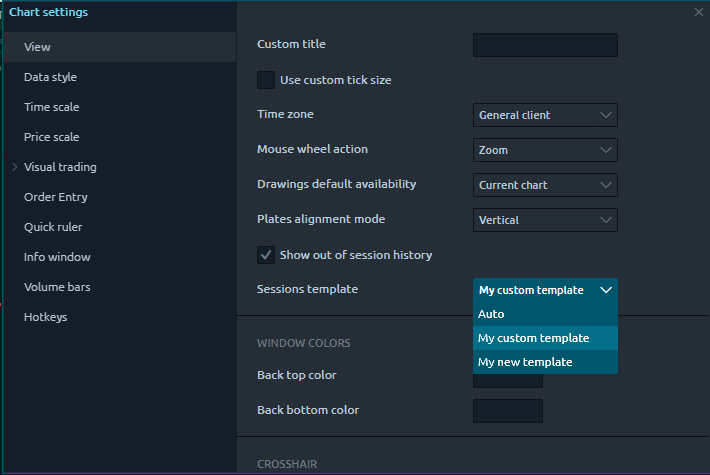 Chart settings
View
Data style
Time scale
Price scale
Visual trading
Order Entry
Quick ruler
Info window
Volume bars
Hotkeys
Custom title
Use custom tick size
Time zone
General client
Mouse wheel action
Zoom
Drawings default availability
Current chart
Plates alignment mode
Vertical
Show out of session history
Sessions template
My custom template
Auto
My custom template
My new template
WINDOW COLORS
Back top color
Back bottom color
CROSSHAIR